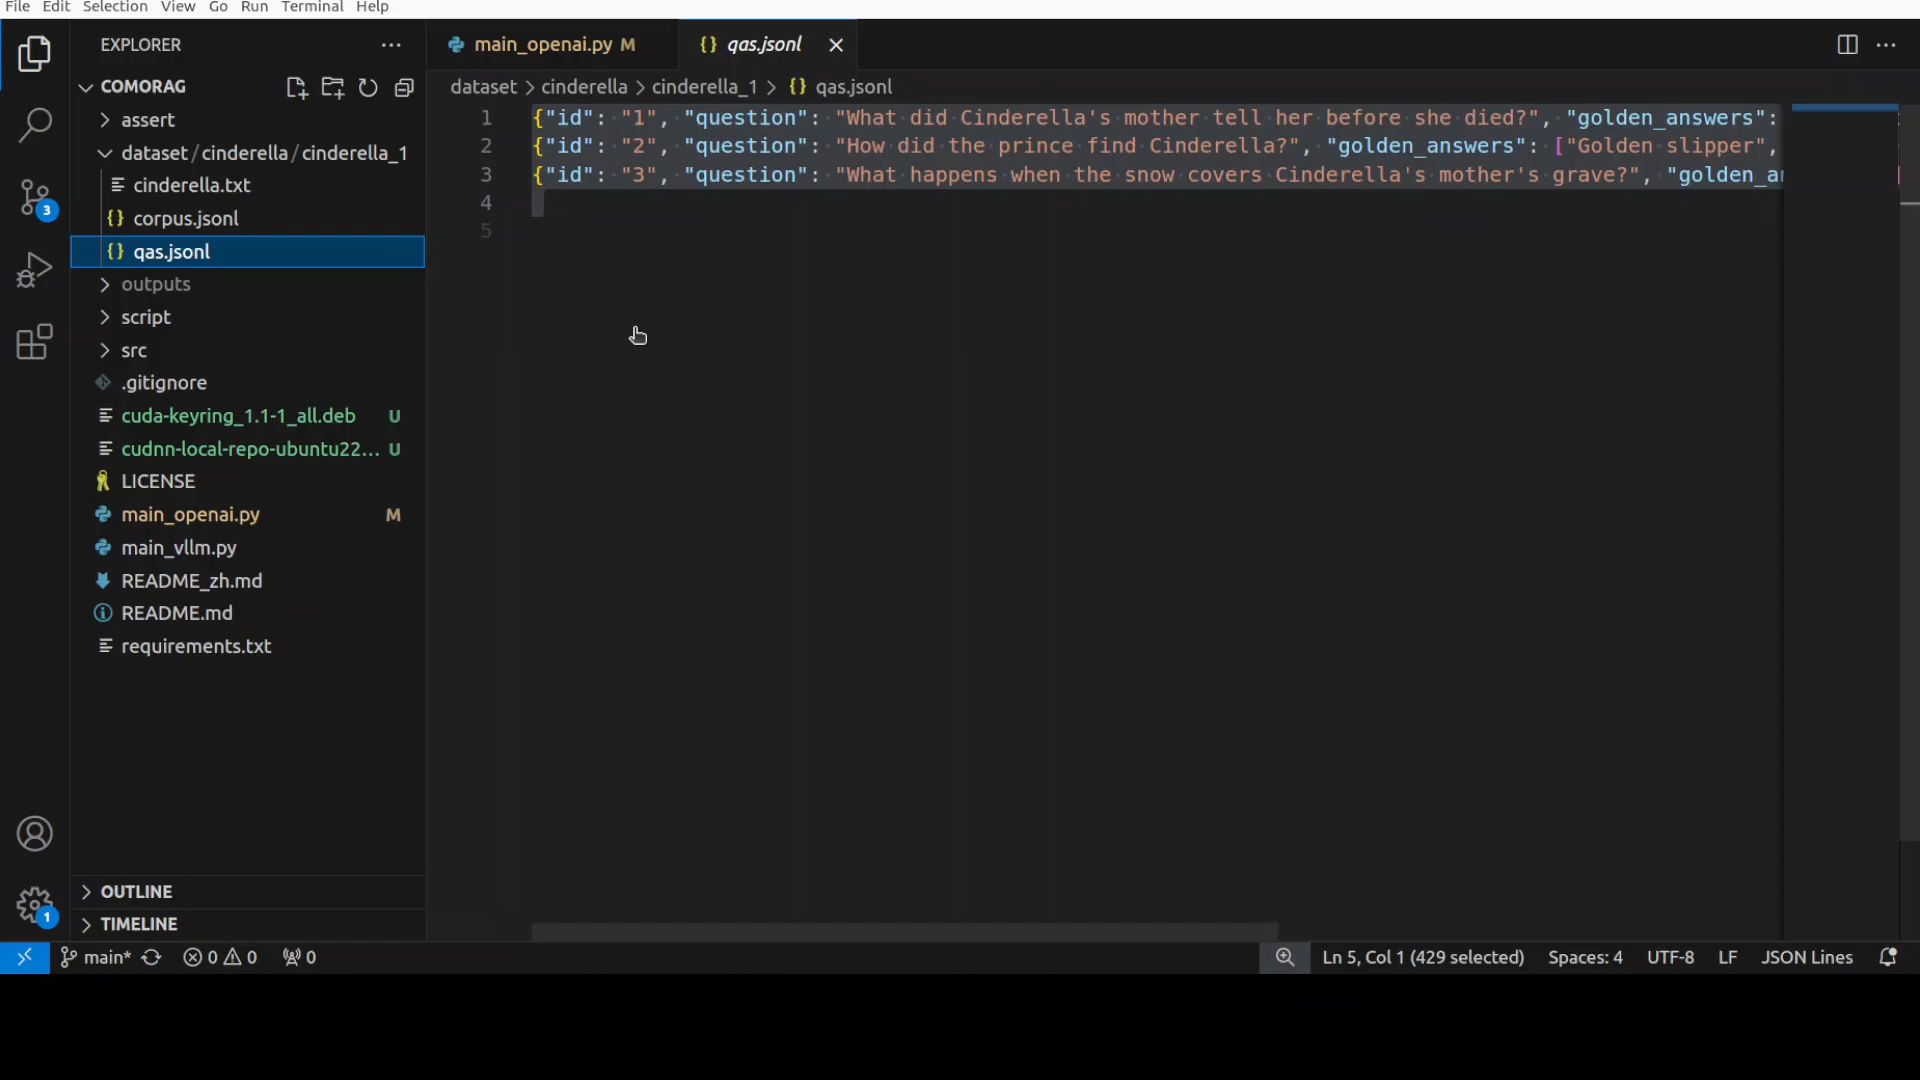 File Edit Selection View Go Run Terminal Help
EXPLORER
main_openai.py M
{} qas.jsonl
COMORAG
dataset > cinderella > cinderella_1 > {} qas.jsonl
assert
dataset / cinderella / cinderella_1
cinderella.txt
{} corpus.jsonl
{} qas.jsonl
outputs
script
src
.gitignore
cuda-keyring_1.1-1_all.deb U
cudnn-local-repo-ubuntu22... U
LICENSE
main_openai.py M
main_vllm.py
README_zh.md
README.md
requirements.txt
OUTLINE
TIMELINE
3
1
1 {"id": "1", "question": "What did Cinderella's mother tell her before she died?", "golden_answers":
2 {"id": "2", "question": "How did the prince find Cinderella?", "golden_answers": ["Golden slipper",
3 {"id": "3", "question": "What happens when the snow covers Cinderella's mother's grave?", "golden_a
4
5
main* 0 0 0 Ln 5, Col 1 (429 selected) Spaces: 4 UTF-8 LF JSON Lines